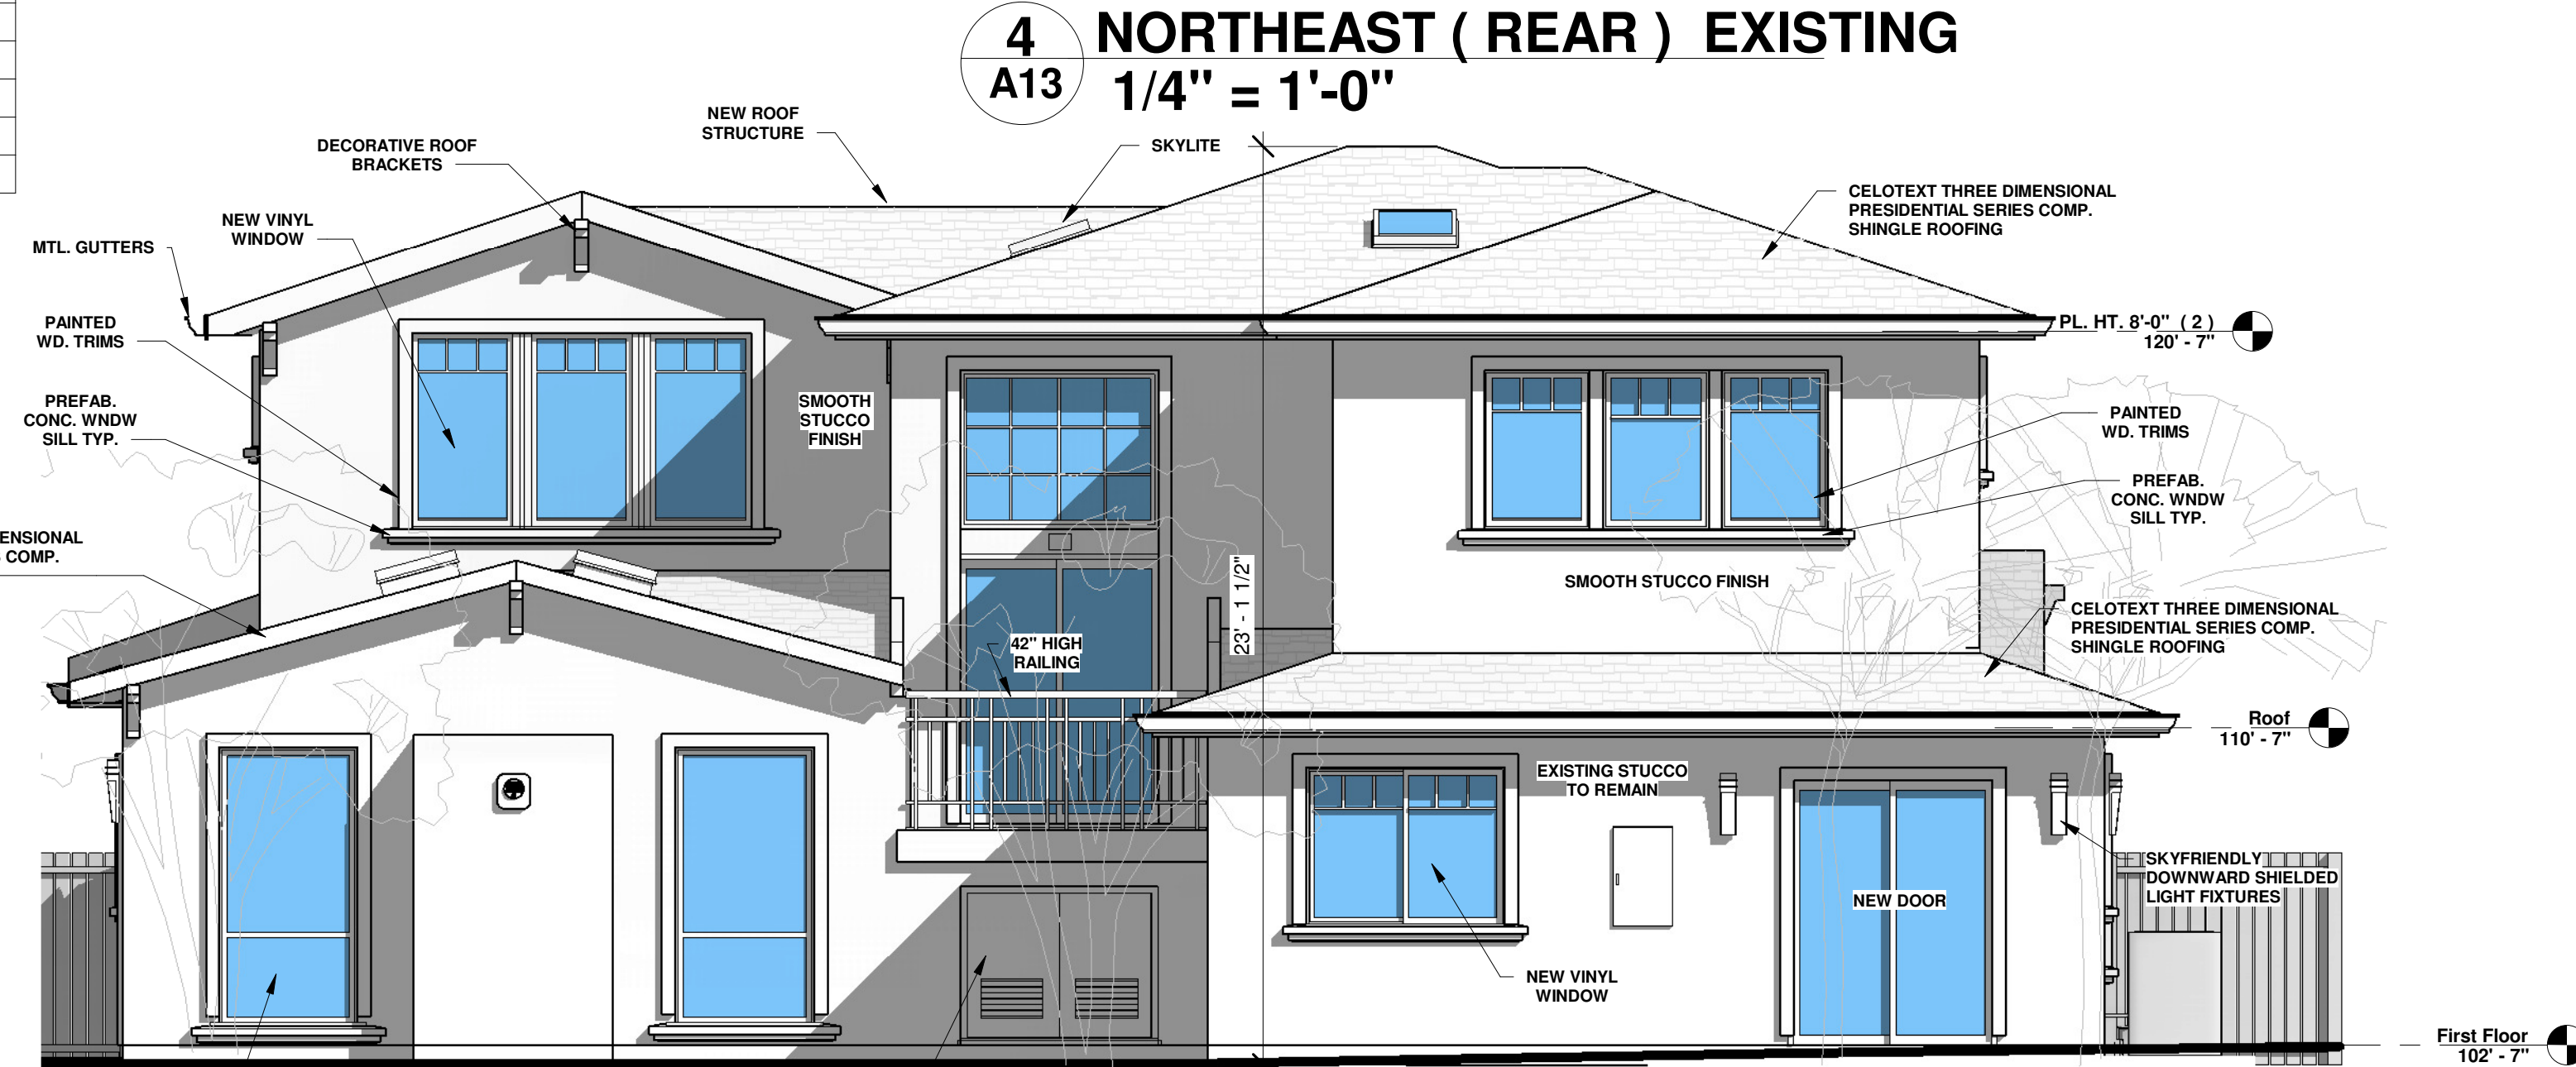 4
A13
NORTHEAST ( REAR ) EXISTING
1/4" = 1'-0"
NEW ROOF
STRUCTURE
DECORATIVE ROOF
BRACKETS
SKYLITE
CELOTEXT THREE DIMENSIONAL
PRESIDENTIAL SERIES COMP.
SHINGLE ROOFING
NEW VINYL
WINDOW
MTL. GUTTERS
PAINTED
WD. TRIMS
PL. HT. 8'-0" ( 2 )
120' - 7"
PREFAB.
CONC. WNDW
SILL TYP.
SMOOTH
STUCCO
FINISH
PAINTED
WD. TRIMS
PREFAB.
CONC. WNDW
SILL TYP.
ENSIONAL
COMP.
SMOOTH STUCCO FINISH
23' - 1 1/2"
CELOTEXT THREE DIMENSIONAL
PRESIDENTIAL SERIES COMP.
SHINGLE ROOFING
42" HIGH
RAILING
Roof
110' - 7"
EXISTING STUCCO
TO REMAIN
SKYFRIENDLY
DOWNWARD SHIELDED
LIGHT FIXTURES
NEW DOOR
NEW VINYL
WINDOW
First Floor
102' - 7"